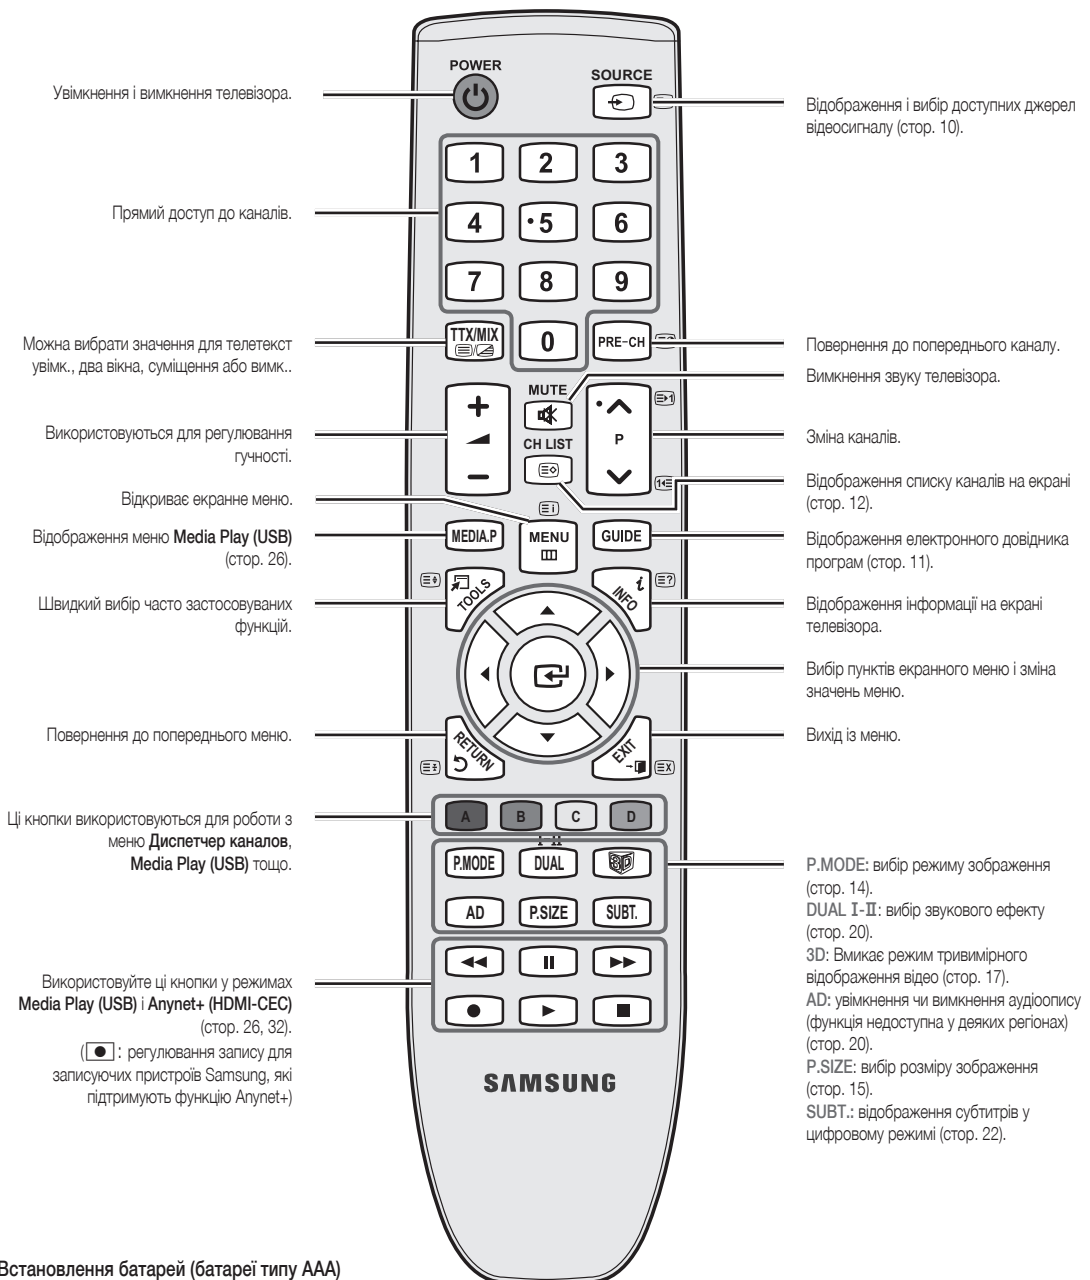 POWER
SOURCE
Увімкнення і вимкнення телевізора.
Відображення і вибір доступних джерел
відеосигналу (стор. 10).
1 2 3
Прямий доступ до каналів.
4 5 6
7 8 9
TTX/MIX
0
PRE-CH
Можна вибрати значення для телетекст
увімк., два вікна, суміщення або вимк..
Повернення до попереднього каналу.
MUTE
Вимкнення звуку телевізора.
Використовуються для регулювання
гучності.
CH LIST
P
Зміна каналів.
Відкриває екранне меню.
Відображення списку каналів на екрані
(стор. 12).
MEDIA.P
MENU
GUIDE
Відображення меню Media Play (USB)
(стор. 26).
Відображення електронного довідника
програм (стор. 11).
TOOLS
INFO
Швидкий вибір часто застосовуваних
функцій.
Відображення інформації на екрані
телевізора.
Вибір пунктів екранного меню і зміна
значень меню.
Повернення до попереднього меню.
RETURN
EXIT
Вихід із меню.
A B C D
Ці кнопки використовуються для роботи з
меню Диспетчер каналов,
Media Play (USB) тощо.
I-II
P.MODE DUAL 3D
AD P.SIZE SUBT.
P.MODE: вибір режиму зображення
(стор. 14).
DUAL I-II: вибір звукового ефекту
(стор. 20).
3D: Вмикає режим тривимірного
відображення відео (стор. 17).
AD: увімкнення чи вимкнення аудіоопису
(функція недоступна у деяких регіонах)
(стор. 20).
P.SIZE: вибір розміру зображення
(стор. 15).
SUBT.: відображення субтитрів у
цифровому режимі (стор. 22).
Використовуйте ці кнопки у режимах
Media Play (USB) і Anynet+ (HDMI-CEC)
(стор. 26, 32).
(●: регулювання запису для
записуючих пристроїв Samsung, які
підтримують функцію Anynet+)
SAMSUNG
Встановлення батарей (батареї типу AAA)